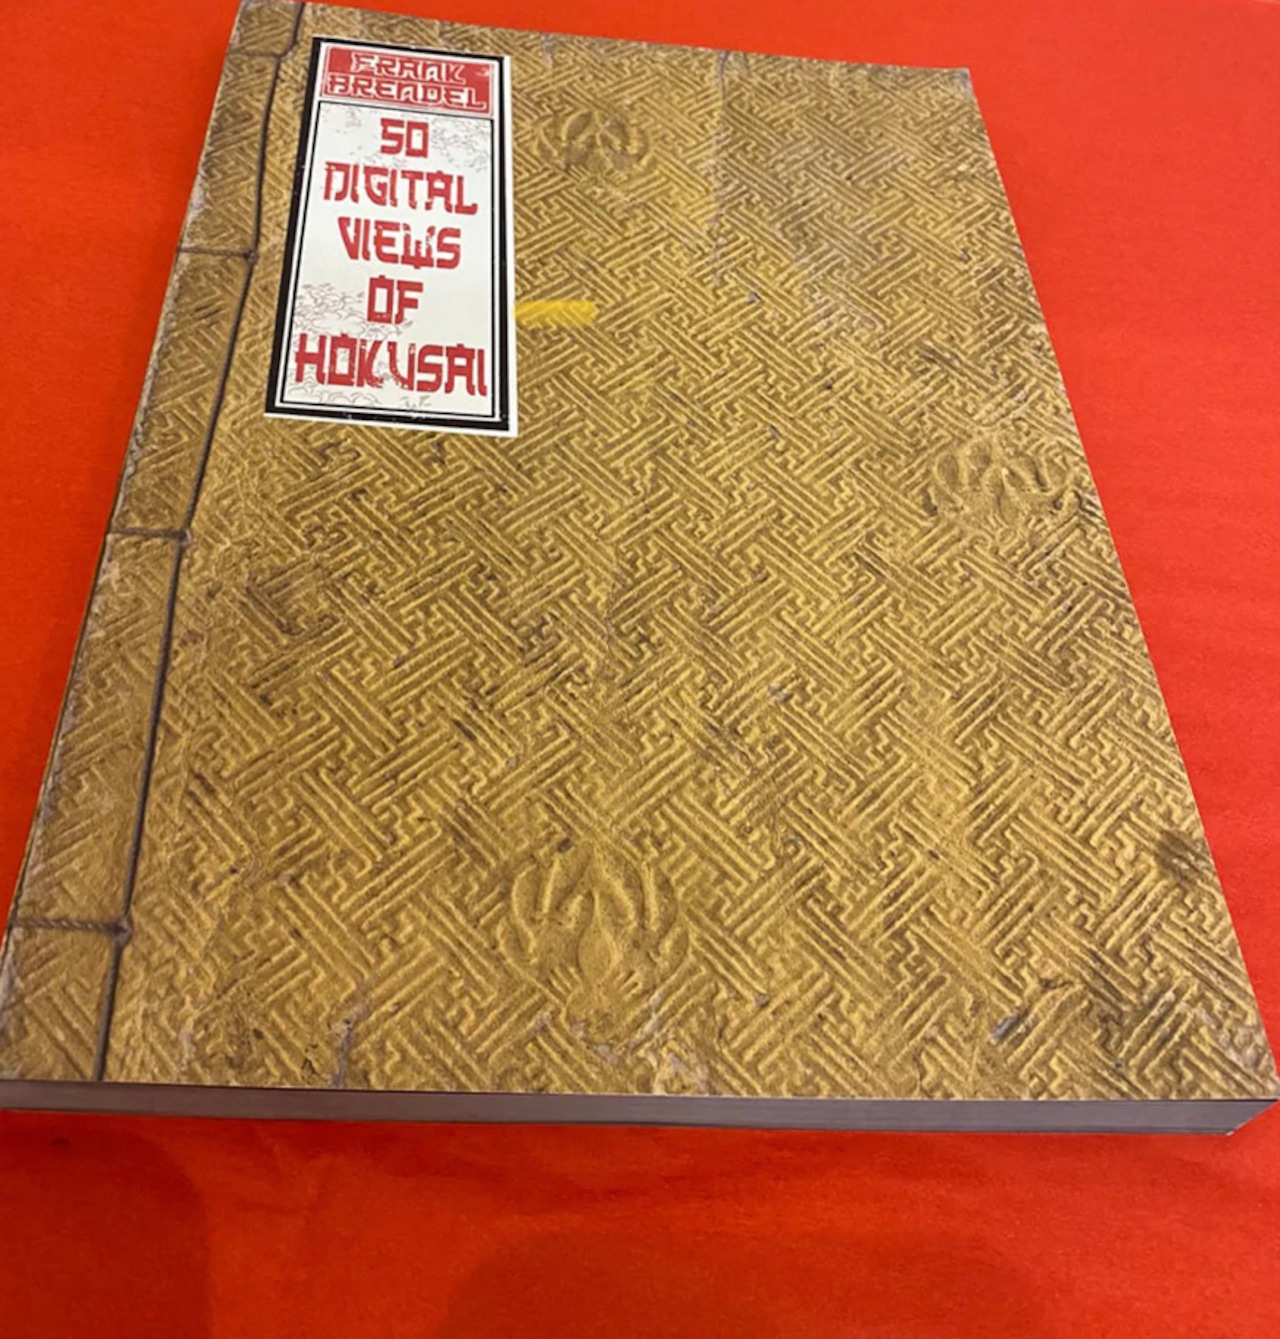 FRANK
BRENDEL
50
DIGITAL
VIEWS
OF
HOKUSAI